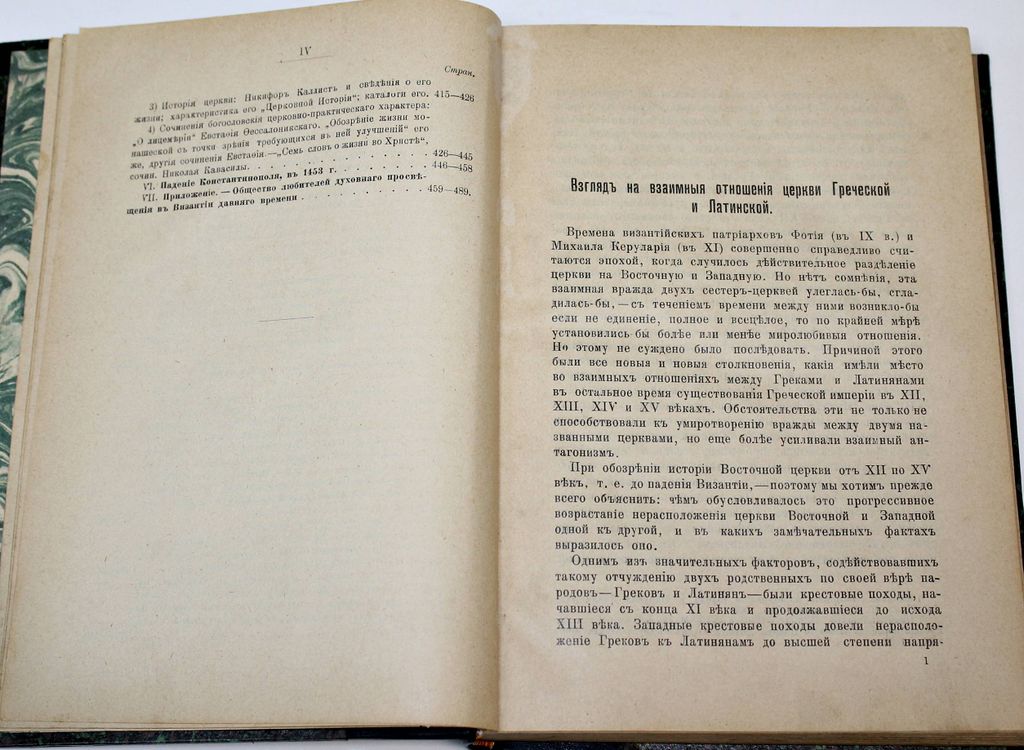 IV
Стран.
3) Исторія церкви: Никифоръ Каллистъ и свѣдѣнія о его
жизни; характеристика его „Церковной Исторіи“; каталоги его. 415—426
4) Сочиненія богословскія церковно-практическаго характера:
„О лицемѣріи“ Евстаѳія Ѳессалоникскаго. „Обозрѣніе жизни мо-
нашеской съ точки зрѣнія требующихся въ ней улучшеній“ его
же, другія сочиненія Евстаѳія.—„Семь словъ о жизни во Христѣ“,
сочин. Николая Кавасилы. . . . . . . . . . . . . . . 426—445
VI. Паденіе Константинополя, въ 1453 г. . . . . . . . . . 446—458
VII. Приложеніе. — Общество любителей духовнаго просвѣ-
щенія въ Византіи давняго времени . . . . . . . . . . . 459—489.
Взглядъ на взаимныя отношенія церкви Греческой
и Латинской.
Времена византійскихъ патріарховъ Фотія (въ IX в.) и
Михаила Керуларія (въ XI) совершенно справедливо счи-
таются эпохой, когда случилось дѣйствительное раздѣленіе
церкви на Восточную и Западную. Но нѣтъ сомнѣнія, эта
взаимная вражда двухъ сестеръ-церквей улеглась-бы, сгла-
дилась-бы, — съ теченіемъ времени между ними возникло-бы
если не единеніе, полное и всецѣлое, то по крайней мѣрѣ
установились бы болѣе или менѣе миролюбивыя отношенія.
Но этому не суждено было послѣдовать. Причиной этого
были все новыя и новыя столкновенія, какія имѣли мѣсто
во взаимныхъ отношеніяхъ между Греками и Латинянами
въ остальное время существованія Греческой имперіи въ XII,
XIII, XIV и XV вѣкахъ. Обстоятельства эти не только не
способствовали къ умиротворенію вражды между двумя на-
званными церквами, но еще болѣе усиливали взаимный ан-
тагонизмъ.
При обозрѣніи исторіи Восточной церкви отъ XII по XV
вѣкъ, т. е. до паденія Византіи,—поэтому мы хотимъ прежде
всего объяснить: чѣмъ обусловливалось это прогрессивное
возрастаніе нерасположенія церкви Восточной и Западной
одной къ другой, и въ какихъ замѣчательныхъ фактахъ
выразилось оно.
Однимъ изъ значительныхъ факторовъ, содѣйствовавшихъ
такому отчужденію двухъ родственныхъ по своей вѣрѣ на-
родовъ—Грековъ и Латинянъ—были крестовые походы, на-
чавшіеся съ конца XI вѣка и продолжавшіеся до исхода
XIII вѣка. Западные крестовые походы довели нерасполо-
женіе Грековъ къ Латинянамъ до высшей степени напря-
1